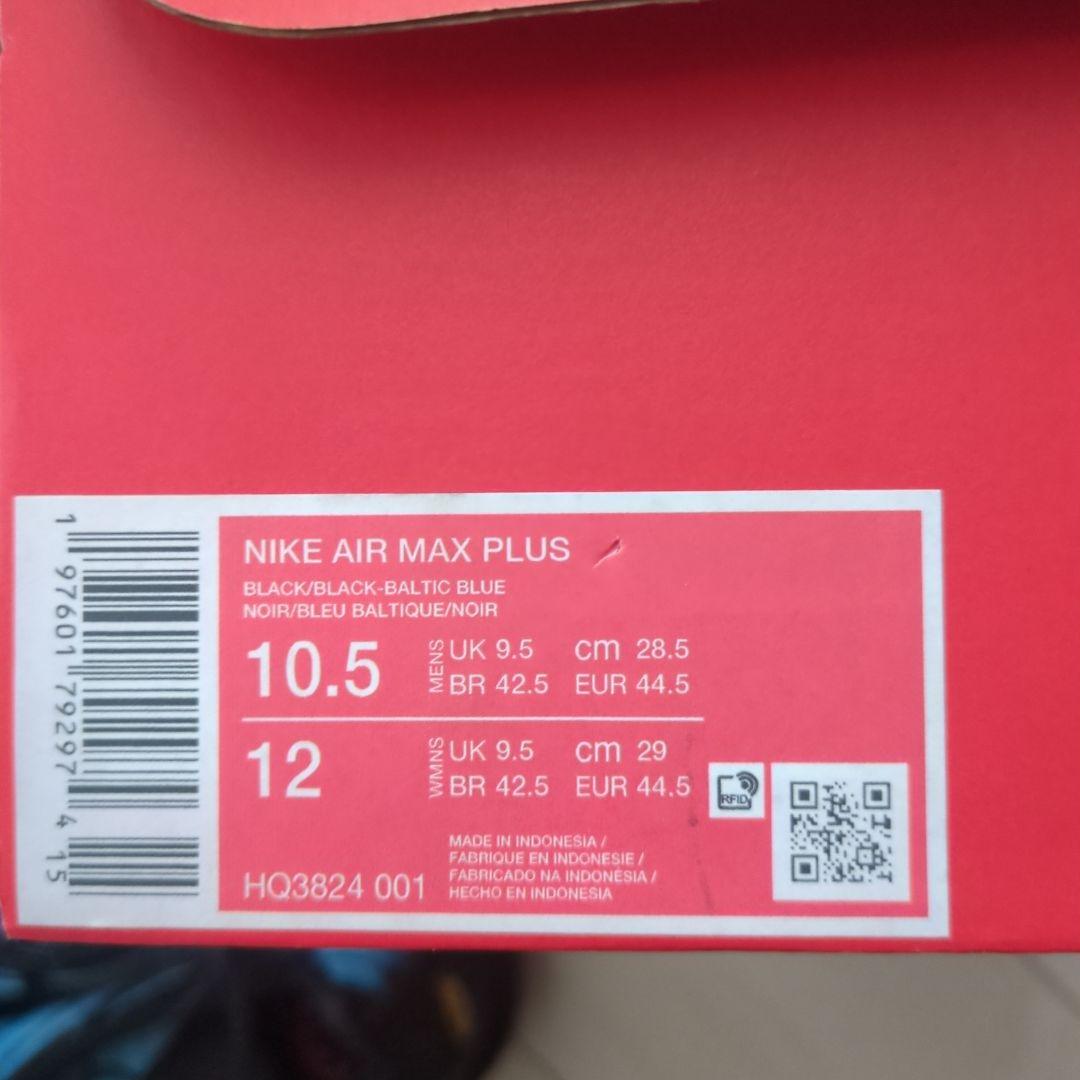 1 97601 79297 4 15
NIKE AIR MAX PLUS
BLACK/BLACK-BALTIC BLUE
NOIR/BLEU BALTIQUE/NOIR
10.5 MENS UK 9.5 cm 28.5
BR 42.5 EUR 44.5
12 WMNS UK 9.5 cm 29
BR 42.5 EUR 44.5
RFID
MADE IN INDONESIA /
FABRIQUE EN INDONESIE /
FABRICADO NA INDONÉSIA /
HECHO EN INDONESIA
HQ3824 001